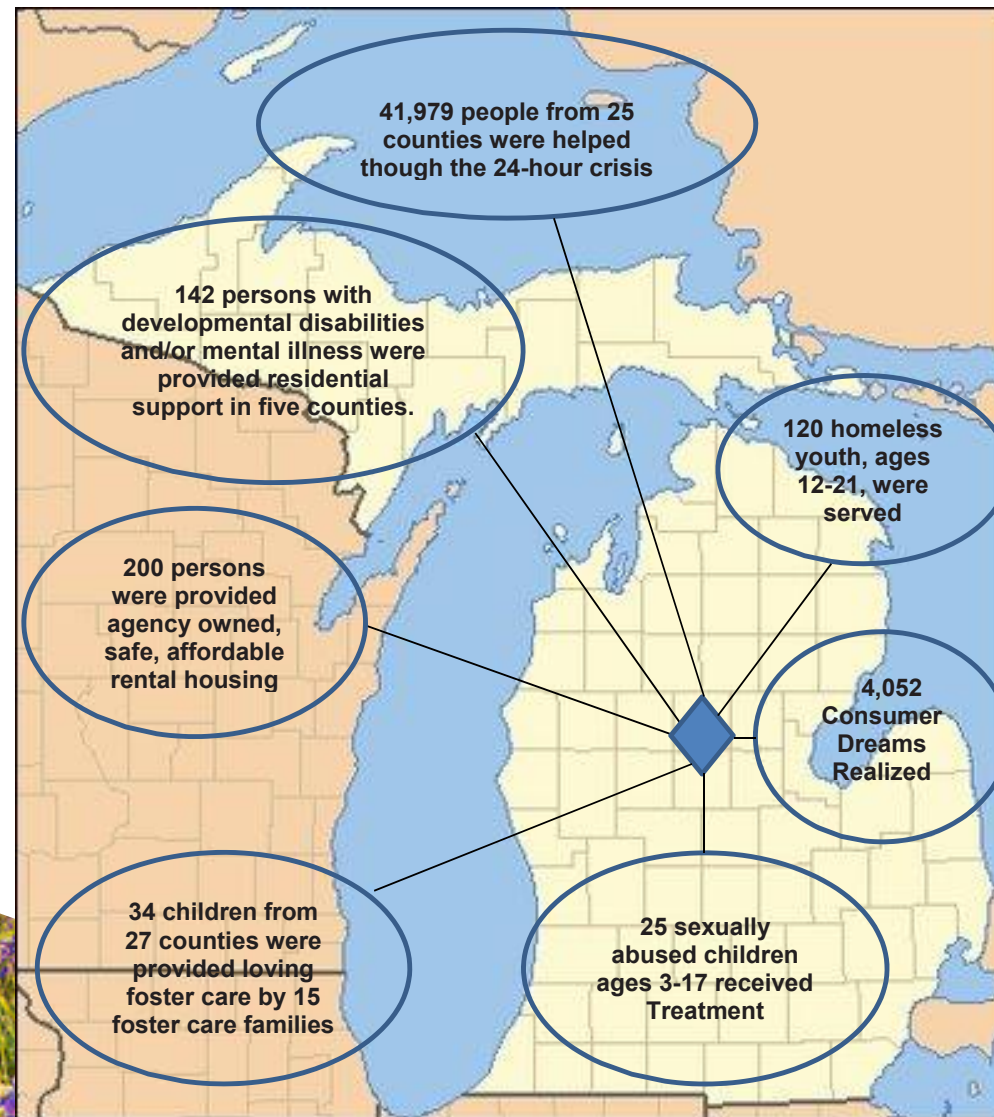 41,979 people from 25
counties were helped
though the 24-hour crisis
142 persons with
developmental disabilities
and/or mental illness were
provided residential
support in five counties.
120 homeless
youth, ages
12-21, were
served
200 persons
were provided
agency owned,
safe, affordable
rental housing
4,052
Consumer
Dreams
Realized
34 children from
27 counties were
provided loving
foster care by 15
foster care families
25 sexually
abused children
ages 3-17 received
Treatment